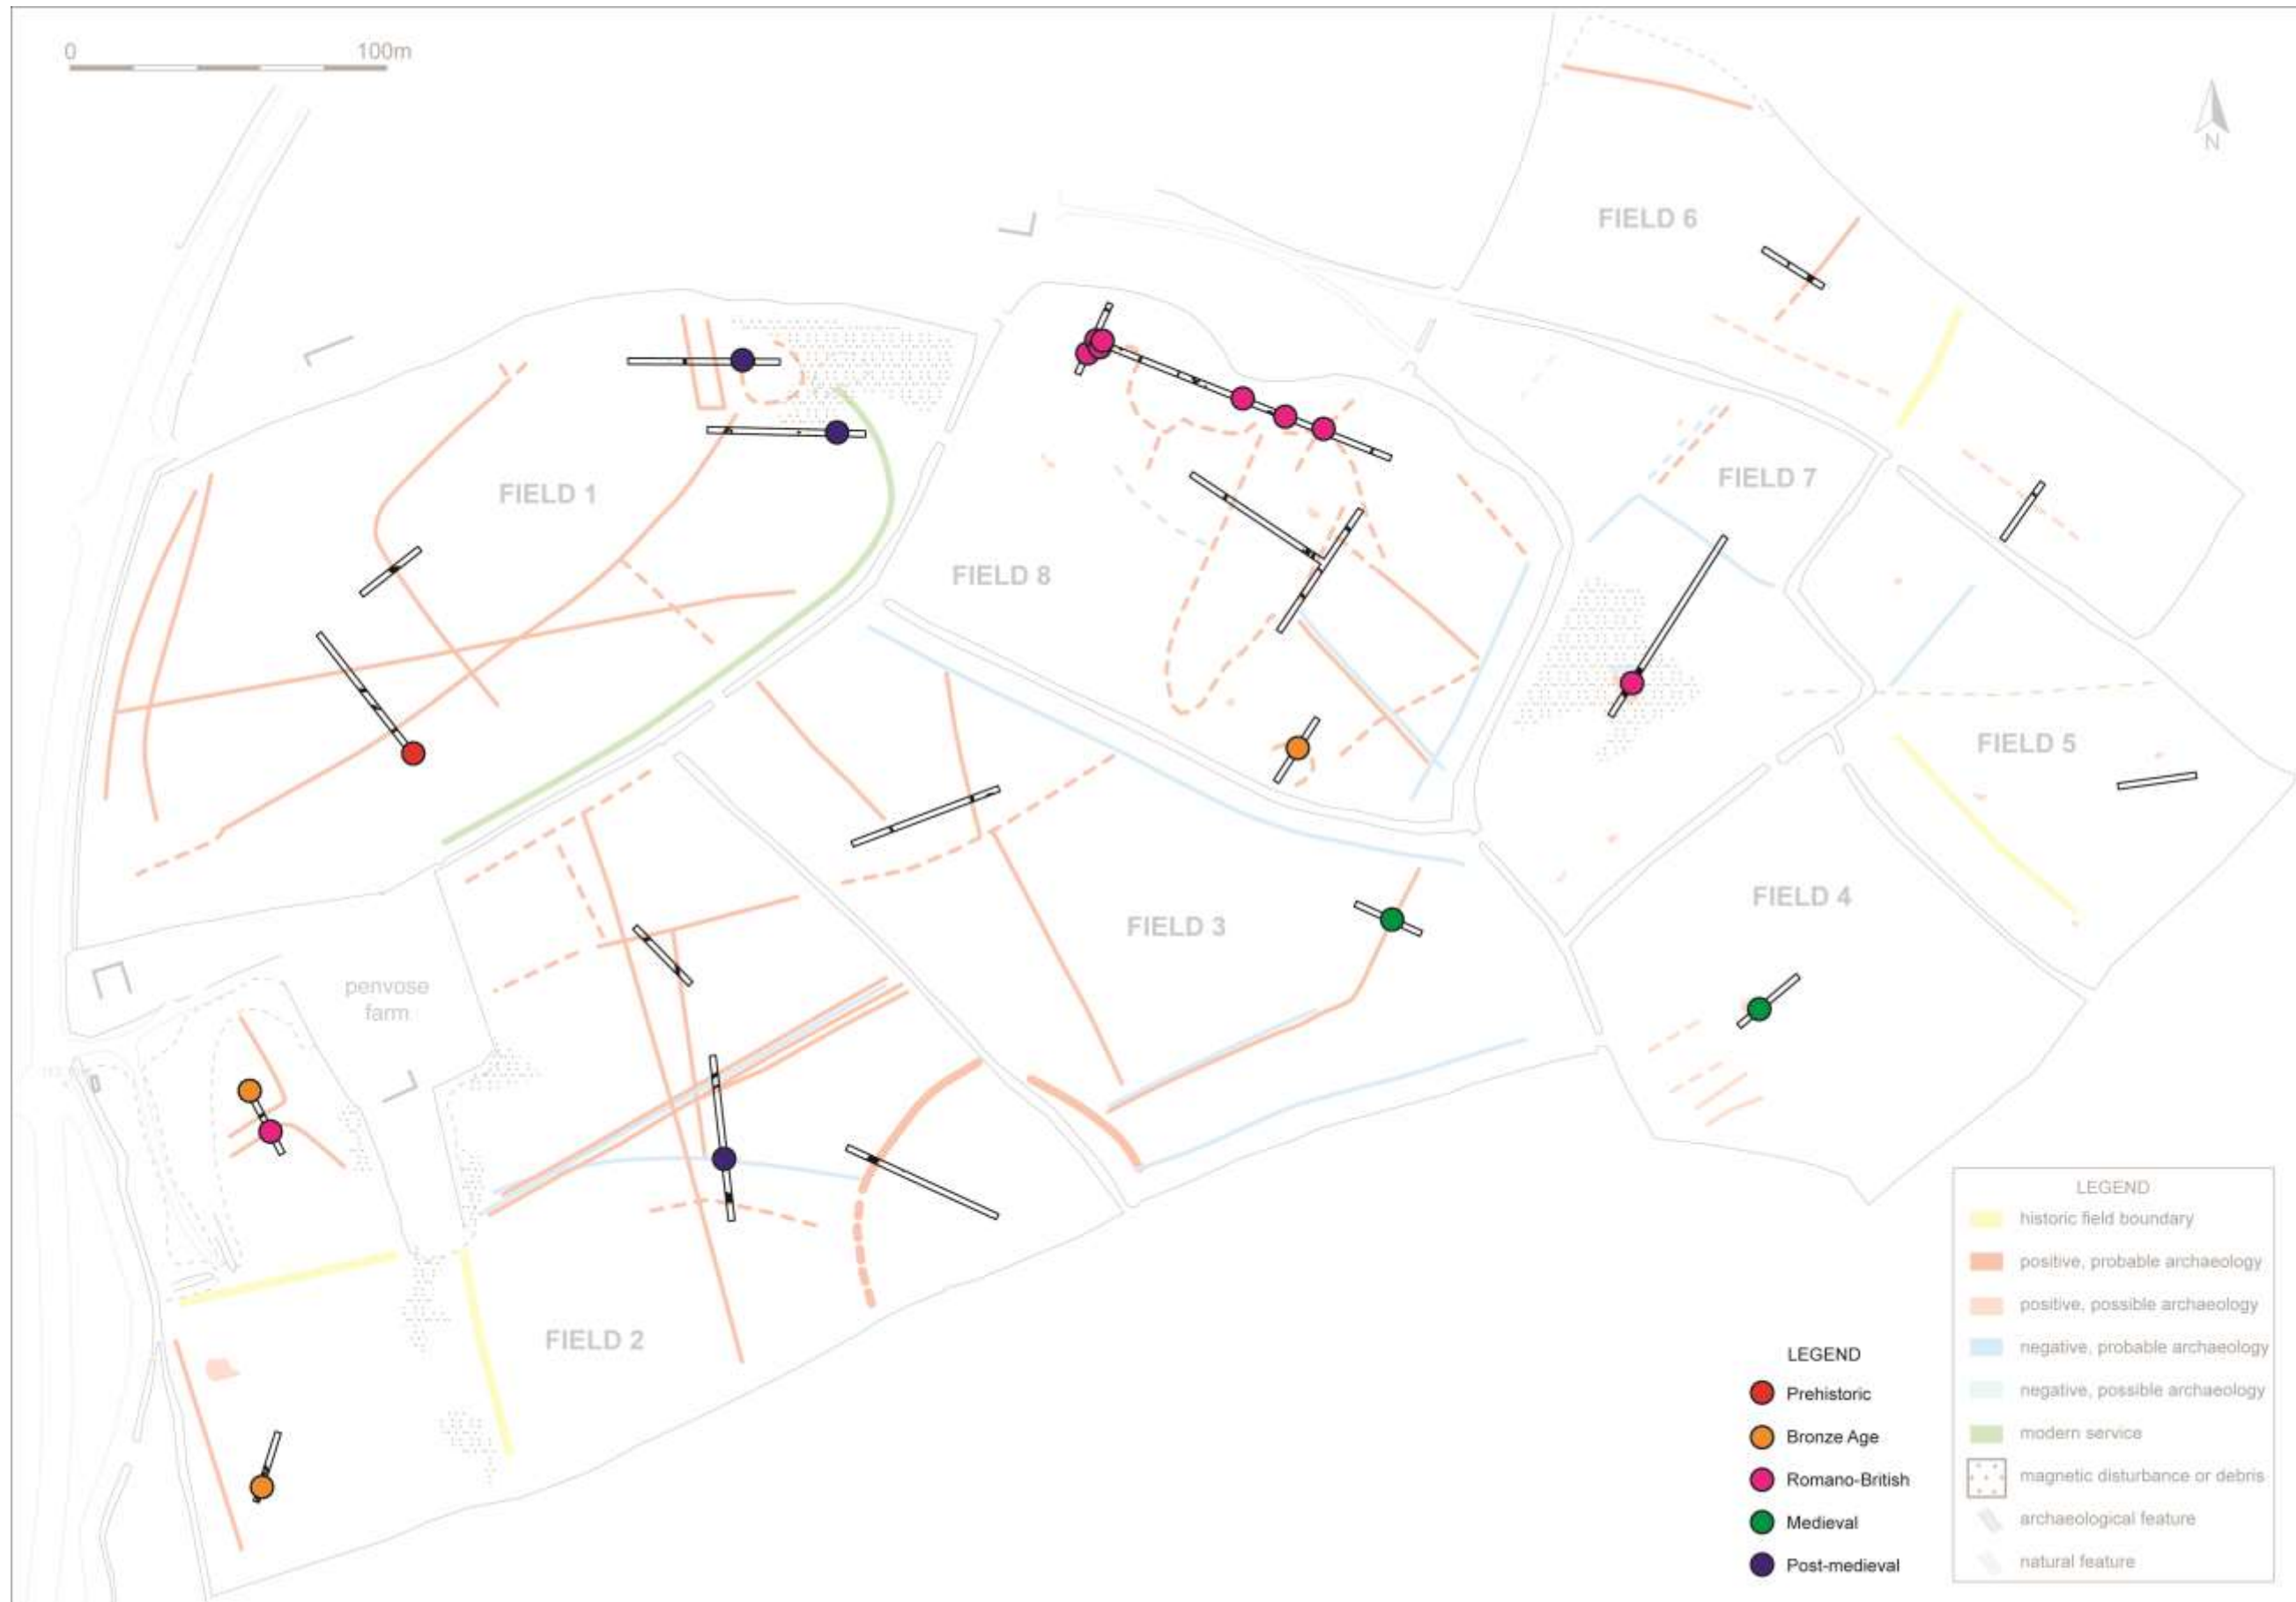 0 100m
N
FIELD 6
FIELD 1
FIELD 7
FIELD 8
FIELD 5
FIELD 4
FIELD 3
penvose
farm
FIELD 2
LEGEND
historic field boundary
positive, probable archaeology
positive, possible archaeology
negative, probable archaeology
negative, possible archaeology
modern service
magnetic disturbance or debris
archaeological feature
natural feature
LEGEND
Prehistoric
Bronze Age
Romano-British
Medieval
Post-medieval